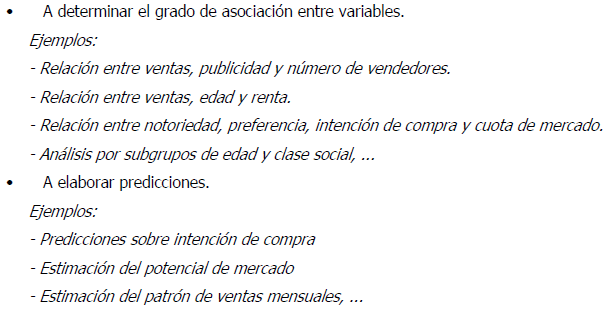 • A determinar el grado de asociación entre variables.
Ejemplos:
- Relación entre ventas, publicidad y número de vendedores.
- Relación entre ventas, edad y renta.
- Relación entre notoriedad, preferencia, intención de compra y cuota de mercado.
- Análisis por subgrupos de edad y clase social, ...
• A elaborar predicciones.
Ejemplos:
- Predicciones sobre intención de compra
- Estimación del potencial de mercado
- Estimación del patrón de ventas mensuales, ...